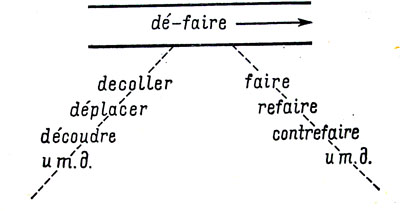 dé-faire
decoller
faire
déplacer
refaire
découdre
contrefaire
и т.д.
и т.д.